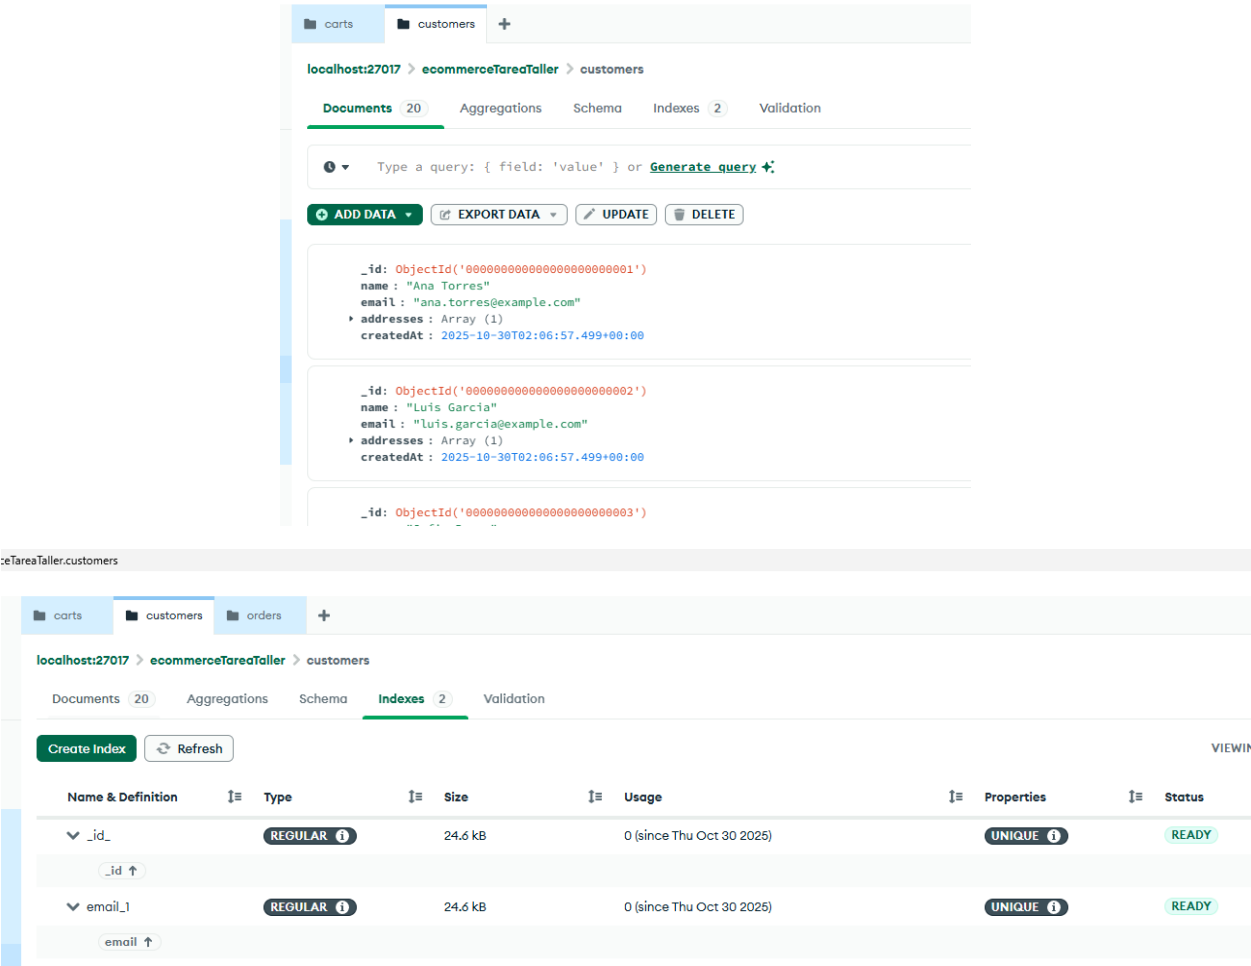 carts customers
localhost:27017 > ecommerceTareaTaller > customers
Documents 20 Aggregations Schema Indexes 2 Validation
Type a query: { field: 'value' } or Generate query
ADD DATA EXPORT DATA UPDATE DELETE
_id: ObjectId('000000000000000000000001')
name : "Ana Torres"
email : "ana.torres@example.com"
addresses : Array (1)
createdAt : 2025-10-30T02:06:57.499+00:00
_id: ObjectId('000000000000000000000002')
name : "Luis Garcia"
email : "luis.garcia@example.com"
addresses : Array (1)
createdAt : 2025-10-30T02:06:57.499+00:00
_id: ObjectId('000000000000000000000003')
ceTareaTaller.customers
carts customers orders
localhost:27017 > ecommerceTareaTaller > customers
Documents 20 Aggregations Schema Indexes 2 Validation
Create Index Refresh VIEWIN
Name & Definition Type Size Usage Properties Status
_id_ REGULAR 24.6 kB 0 (since Thu Oct 30 2025) UNIQUE READY
_id ↑
email_1 REGULAR 24.6 kB 0 (since Thu Oct 30 2025) UNIQUE READY
email ↑